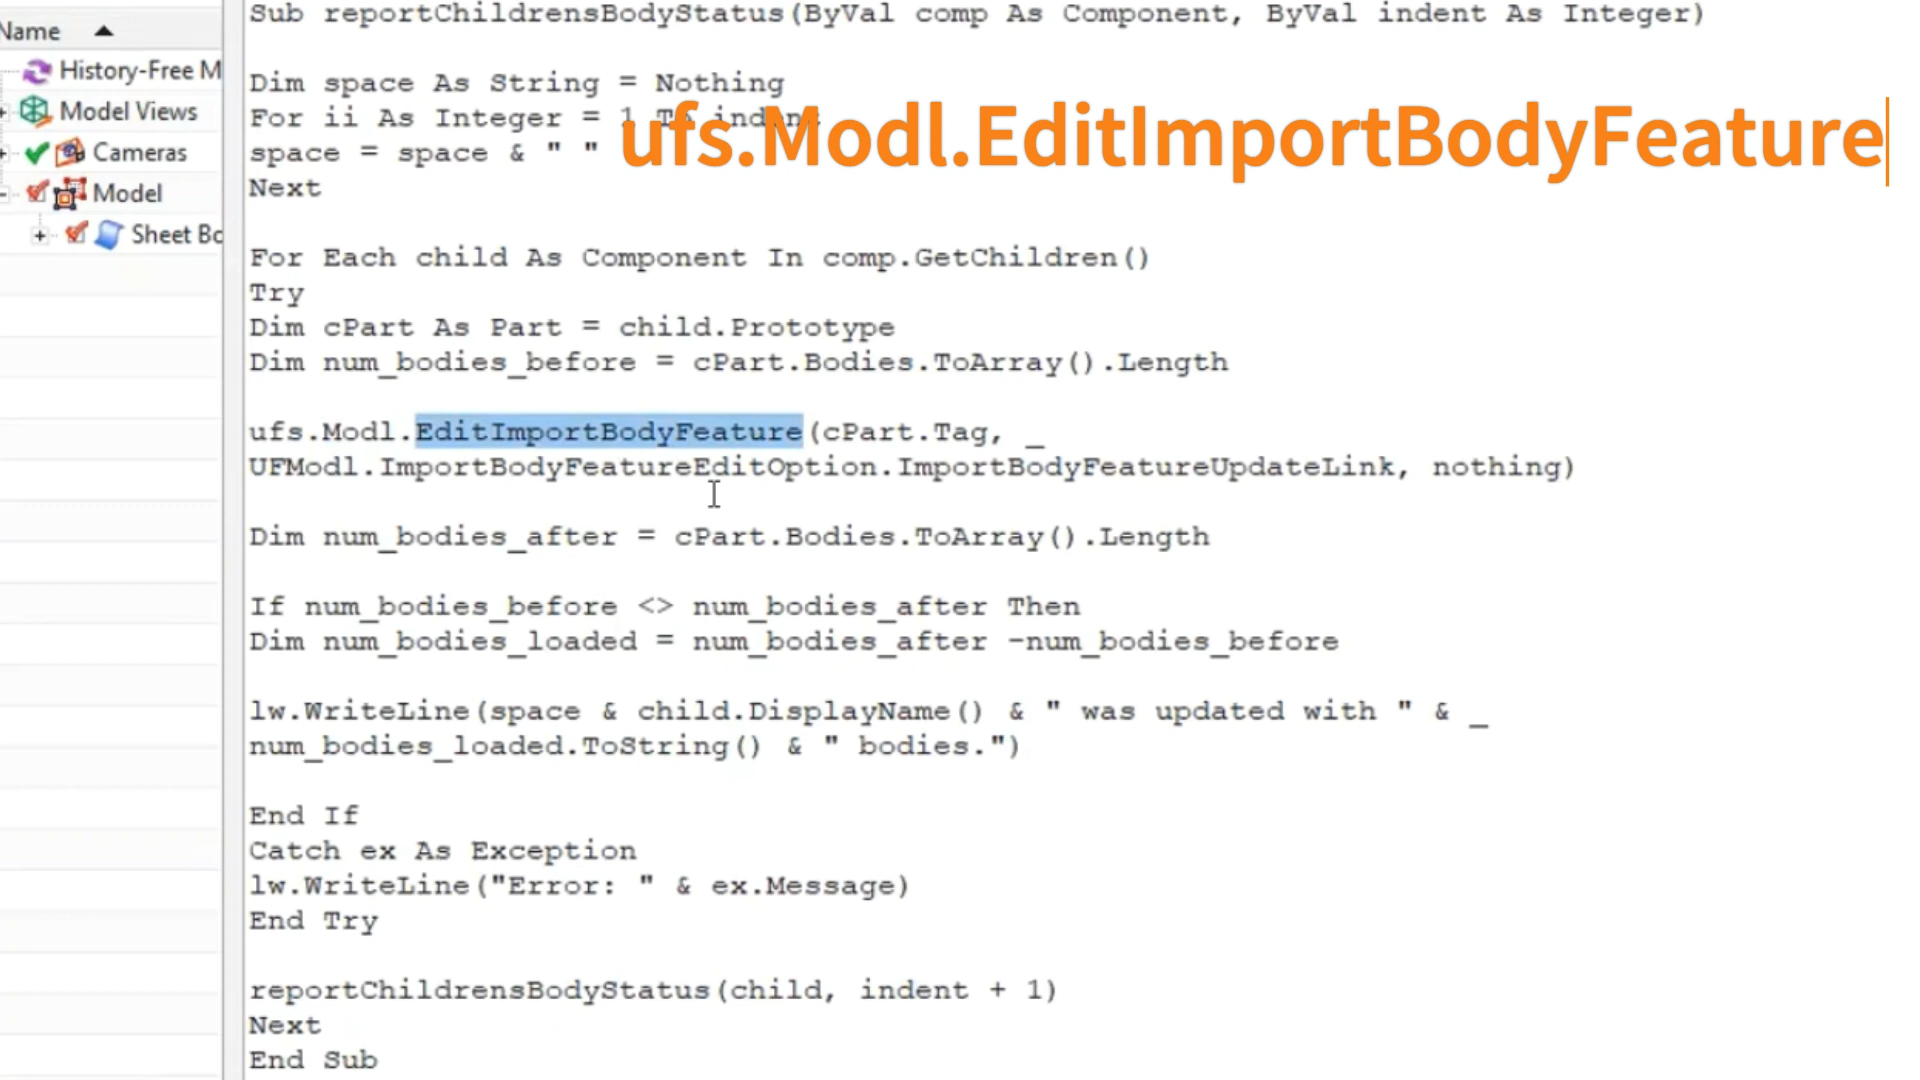 Name
History-Free M
Model Views
Cameras
Model
Sheet Bo
Sub reportChildrensBodyStatus(ByVal comp As Component, ByVal indent As Integer)
Dim space As String = Nothing
For ii As Integer = 1 To indent
space = space & " "
ufs.Modl.EditImportBodyFeature
Next
For Each child As Component In comp.GetChildren()
Try
Dim cPart As Part = child.Prototype
Dim num_bodies_before = cPart.Bodies.ToArray().Length
ufs.Modl.EditImportBodyFeature(cPart.Tag, _
UFModl.ImportBodyFeatureEditOption.ImportBodyFeatureUpdateLink, nothing)
Dim num_bodies_after = cPart.Bodies.ToArray().Length
If num_bodies_before <> num_bodies_after Then
Dim num_bodies_loaded = num_bodies_after -num_bodies_before
lw.WriteLine(space & child.DisplayName() & " was updated with " & _
num_bodies_loaded.ToString() & " bodies.")
End If
Catch ex As Exception
lw.WriteLine("Error: " & ex.Message)
End Try
reportChildrensBodyStatus(child, indent + 1)
Next
End Sub